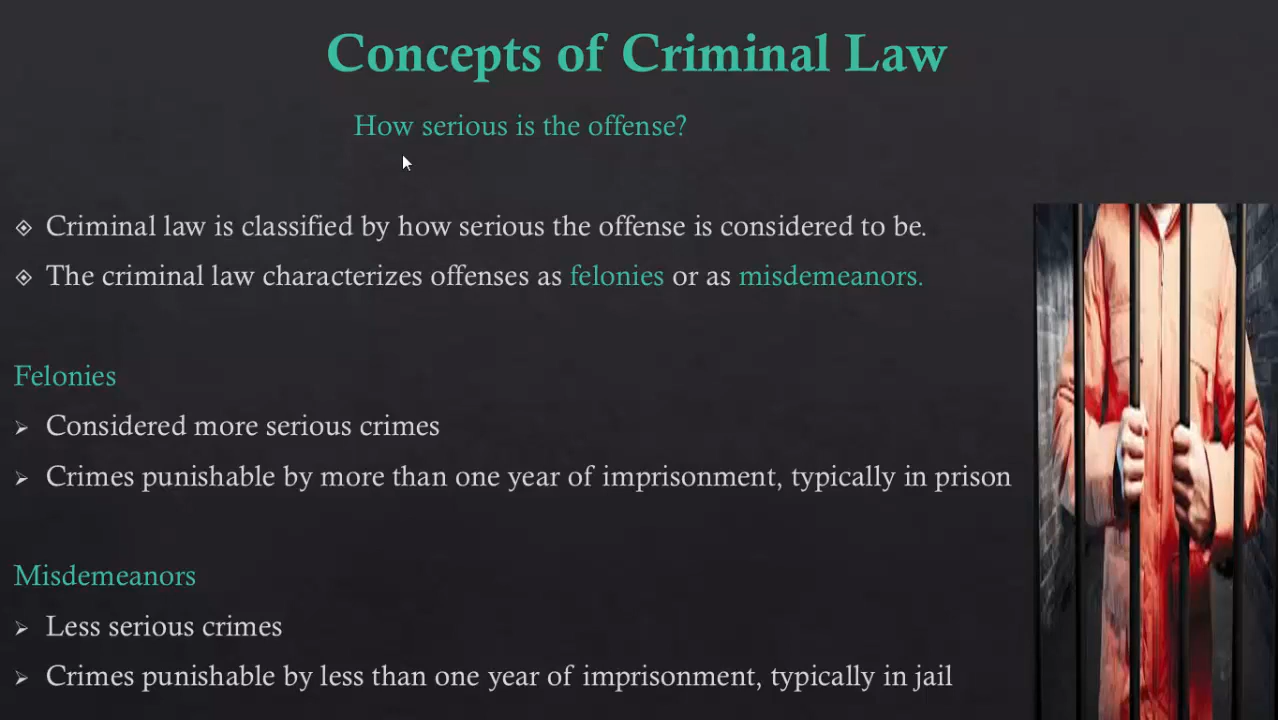 Concepts of Criminal Law
How serious is the offense?
Criminal law is classified by how serious the offense is considered to be.
The criminal law characterizes offenses as felonies or as misdemeanors.
Felonies
Considered more serious crimes
Crimes punishable by more than one year of imprisonment, typically in prison
Misdemeanors
Less serious crimes
Crimes punishable by less than one year of imprisonment, typically in jail